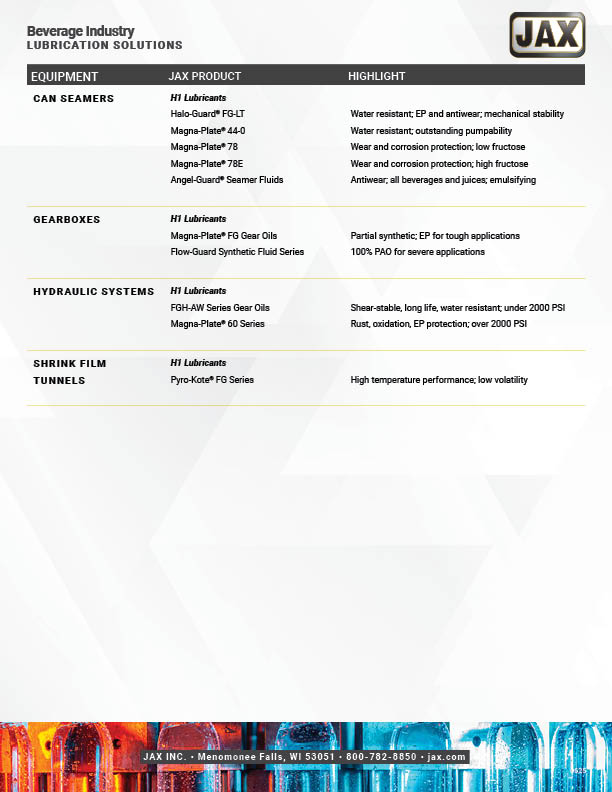 Beverage Industry
LUBRICATION SOLUTIONS
JAX
EQUIPMENT JAX PRODUCT HIGHLIGHT
CAN SEAMERS H1 Lubricants
Halo-Guard® FG-LT Water resistant; EP and antiwear; mechanical stability
Magna-Plate® 44-0 Water resistant; outstanding pumpability
Magna-Plate® 78 Wear and corrosion protection; low fructose
Magna-Plate® 78E Wear and corrosion protection; high fructose
Angel-Guard® Seamer Fluids Antiwear; all beverages and juices; emulsifying
GEARBOXES H1 Lubricants
Magna-Plate® FG Gear Oils Partial synthetic; EP for tough applications
Flow-Guard Synthetic Fluid Series 100% PAO for severe applications
HYDRAULIC SYSTEMS H1 Lubricants
FGH-AW Series Gear Oils Shear-stable, long life, water resistant; under 2000 PSI
Magna-Plate® 60 Series Rust, oxidation, EP protection; over 2000 PSI
SHRINK FILM H1 Lubricants
TUNNELS Pyro-Kote® FG Series High temperature performance; low volatility
JAX INC. • Menomonee Falls, WI 53051 • 800-782-8850 • jax.com